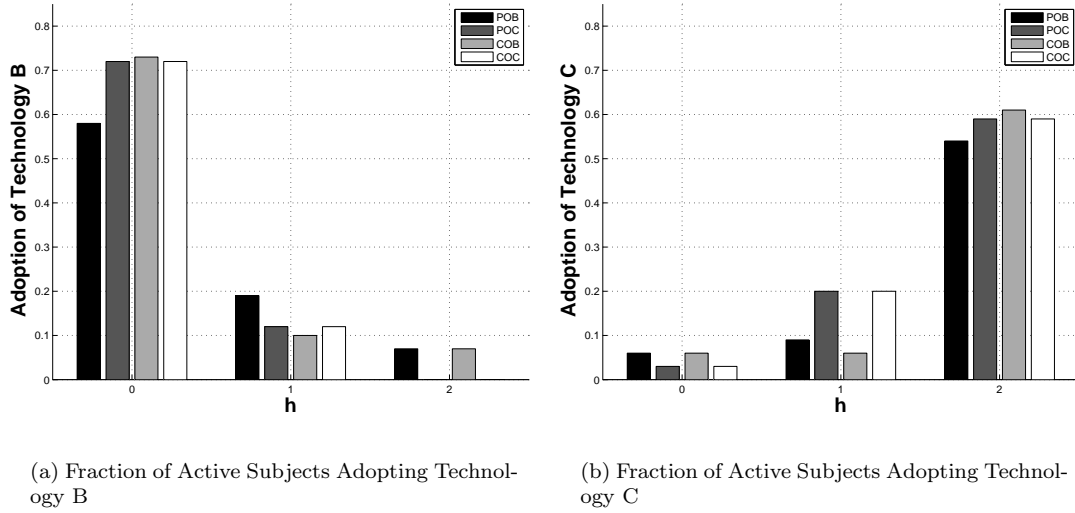 0.8
0.7
0.6
0.5
0.4
0.3
0.2
0.1
0
Adoption of Technology B
0 1 2
h
POB
POC
COB
COC
(a) Fraction of Active Subjects Adopting Technol-
ogy B
0.8
0.7
0.6
0.5
0.4
0.3
0.2
0.1
0
Adoption of Technology C
0 1 2
h
POB
POC
COB
COC
(b) Fraction of Active Subjects Adopting Technol-
ogy C